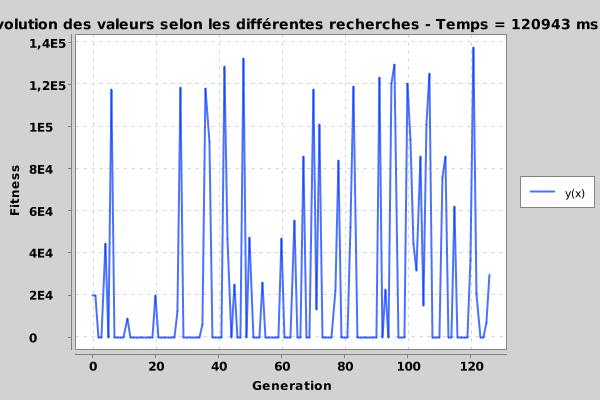 volution des valeurs selon les différentes recherches - Temps = 120943 ms
1,4E5
1,2E5
1E5
8E4
6E4
4E4
2E4
0
Fitness
0 20 40 60 80 100 120
Generation
y(x)